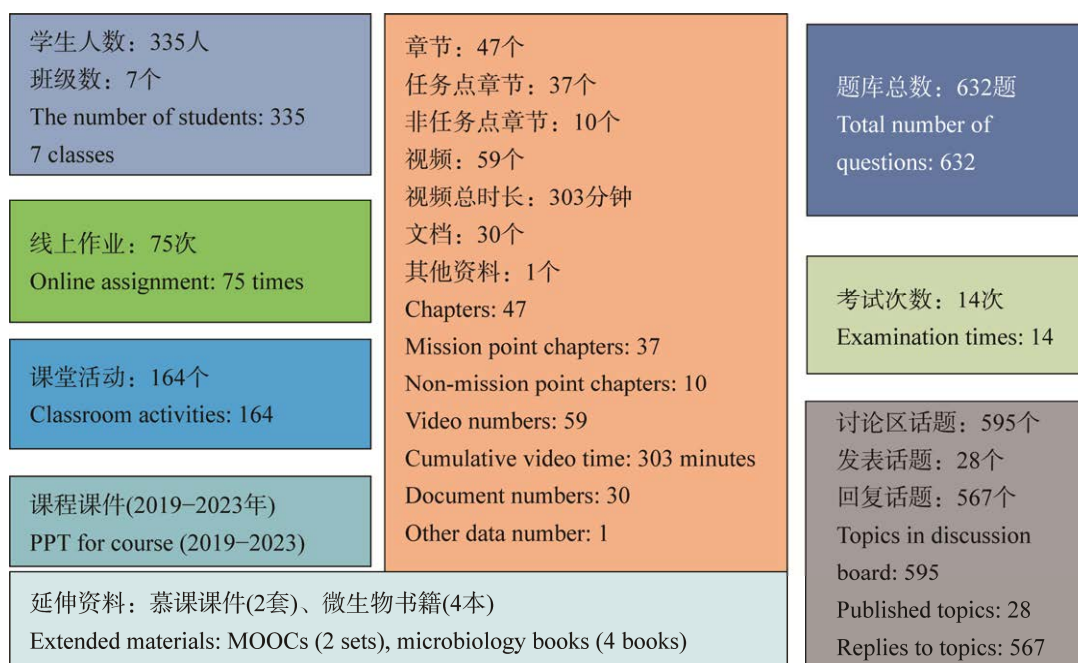 学生人数：335人
班级数：7个
The number of students: 335
7 classes
线上作业：75次
Online assignment: 75 times
课堂活动：164个
Classroom activities: 164
课程课件(2019−2023年)
PPT for course (2019−2023)
章节：47个
任务点章节：37个
非任务点章节：10个
视频：59个
视频总时长：303分钟
文档：30个
其他资料：1个
Chapters: 47
Mission point chapters: 37
Non-mission point chapters: 10
Video numbers: 59
Cumulative video time: 303 minutes
Document numbers: 30
Other data number: 1
题库总数：632题
Total number of
questions: 632
考试次数：14次
Examination times: 14
讨论区话题：595个
发表话题：28个
回复话题：567个
Topics in discussion
board: 595
Published topics: 28
Replies to topics: 567
延伸资料：慕课课件(2套)、微生物书籍(4本)
Extended materials: MOOCs (2 sets), microbiology books (4 books)